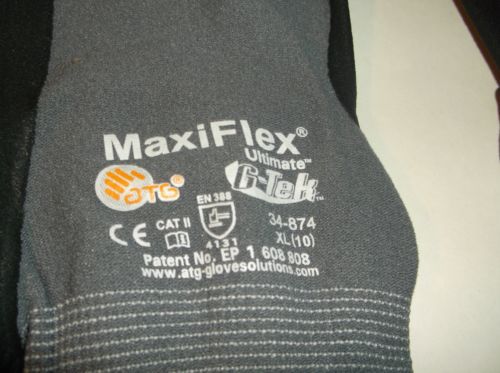 MaxiFlex®
Ultimate™
ATG®
G-Tek™
EN 388
34-874
CE CAT II
4131
XL(10)
Patent No. EP 1 608 808
www.atg-glovesolutions.com